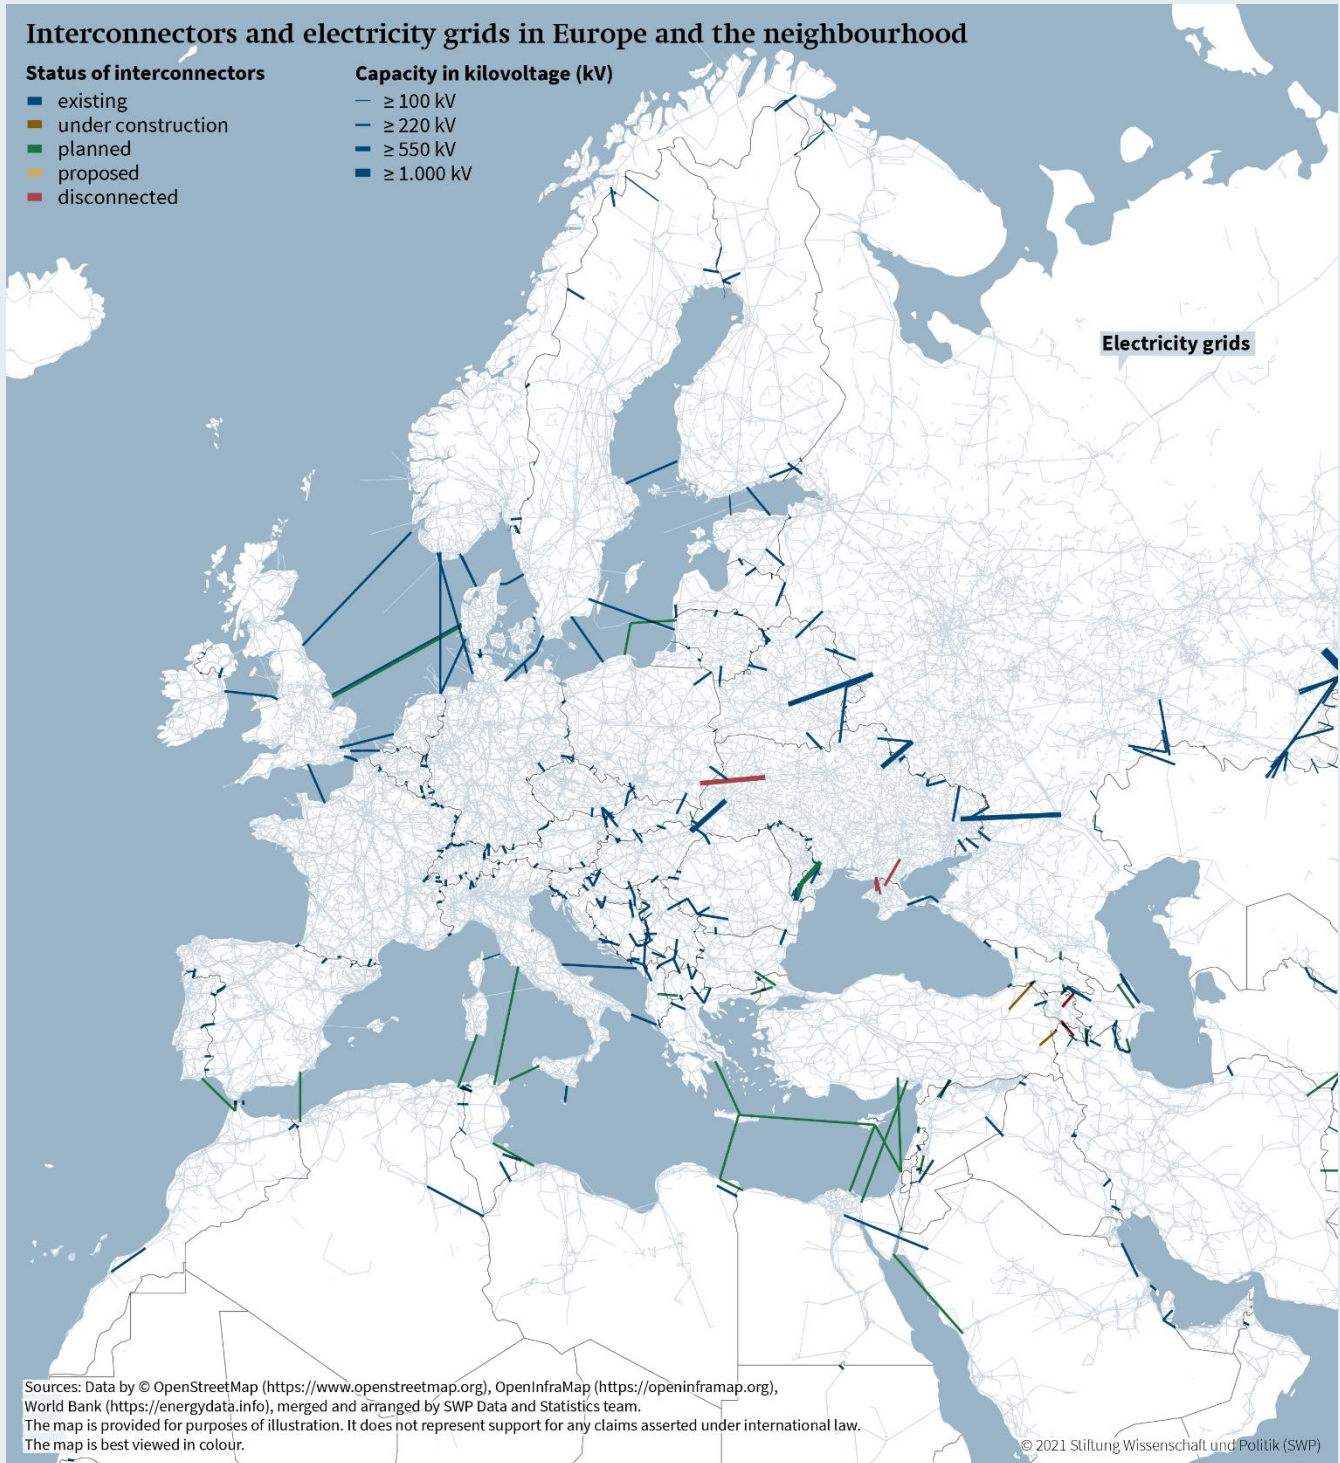 Interconnectors and electricity grids in Europe and the neighbourhood
Status of interconnectors
existing
under construction
planned
proposed
disconnected
Capacity in kilovoltage (kV)
≥ 100 kV
≥ 220 kV
≥ 550 kV
≥ 1.000 kV
Electricity grids
Sources: Data by © OpenStreetMap (https://www.openstreetmap.org), OpenInfraMap (https://openinframap.org),
World Bank (https://energydata.info), merged and arranged by SWP Data and Statistics team.
The map is provided for purposes of illustration. It does not represent support for any claims asserted under international law.
The map is best viewed in colour.
© 2021 Stiftung Wissenschaft und Politik (SWP)